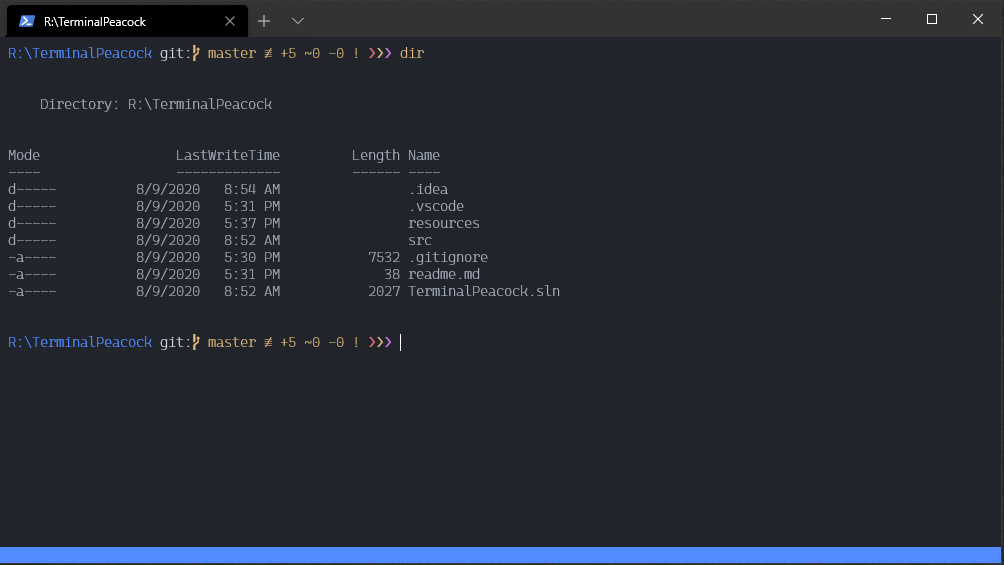 R:\TerminalPeacock
R:\TerminalPeacock git: master ≢ +5 ~0 -0 ! ❯❯❯ dir
Directory: R:\TerminalPeacock
Mode                 LastWriteTime         Length Name
----                 -------------         ------ ----
d-----          8/9/2020   8:54 AM                .idea
d-----          8/9/2020   5:31 PM                .vscode
d-----          8/9/2020   5:37 PM                resources
d-----          8/9/2020   8:52 AM                src
-a----          8/9/2020   5:30 PM           7532 .gitignore
-a----          8/9/2020   5:31 PM             38 readme.md
-a----          8/9/2020   8:52 AM           2027 TerminalPeacock.sln
R:\TerminalPeacock git: master ≢ +5 ~0 -0 ! ❯❯❯